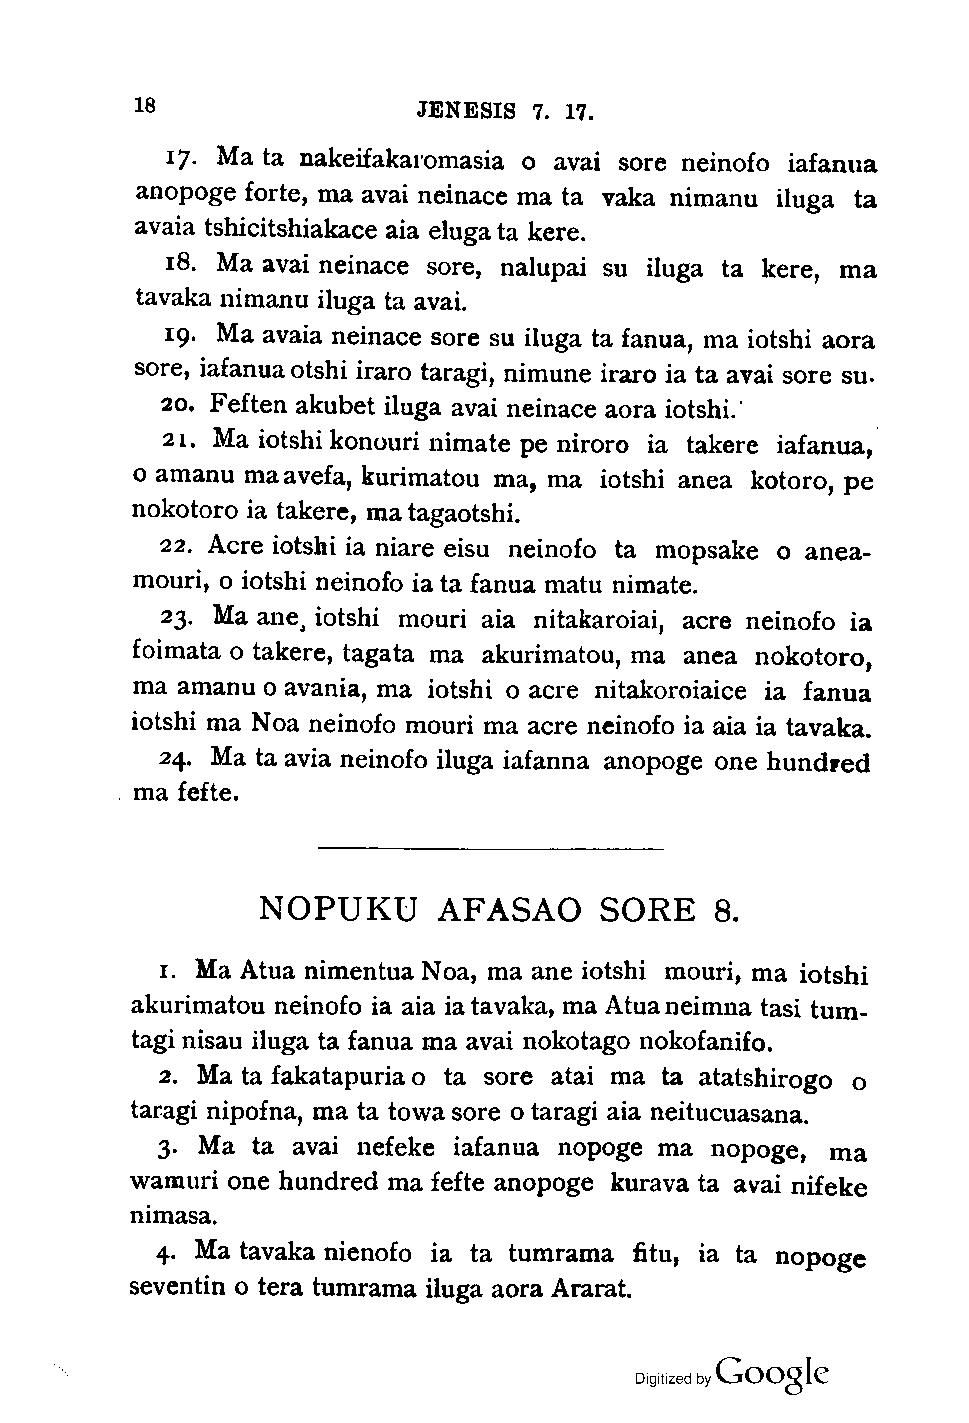 18 JENESIS 7. 17.
17. Ma ta nakeifakaromasia o avai sore neinofo iafanua
anopoge forte, ma avai neinace ma ta vaka nimanu iluga ta
avaia tshicitshiakace aia eluga ta kere.
18. Ma avai neinace sore, nalupai su iluga ta kere, ma
tavaka nimanu iluga ta avai.
19. Ma avaia neinace sore su iluga ta fanua, ma iotshi aora
sore, iafanua otshi iraro taragi, nimune iraro ia ta avai sore su.
20. Feften akubet iluga avai neinace aora iotshi.
21. Ma iotshi konouri nimate pe niroro ia takere iafanua,
o amanu ma avefa, kurimatou ma, ma iotshi anea kotoro, pe
nokotoro ia takere, ma tagaotshi.
22. Acre iotshi ia niare eisu neinofo ta mopsake o anea-
mouri, o iotshi neinofo ia ta fanua matu nimate.
23. Ma ane, iotshi mouri aia nitakaroiai, acre neinofo ia
foimata o takere, tagata ma akurimatou, ma anea nokotoro,
ma amanu o avania, ma iotshi o acre nitakoroiaice ia fanua
iotshi ma Noa neinofo mouri ma acre neinofo ia aia ia tavaka.
24. Ma ta avia neinofo iluga iafanna anopoge one hundred
ma fefte.
NOPUKU AFASAO SORE 8.
1. Ma Atua nimentua Noa, ma ane iotshi mouri, ma iotshi
akurimatou neinofo ia aia ia tavaka, ma Atua neimna tasi tum-
tagi nisau iluga ta fanua ma avai nokotago nokofanifo.
2. Ma ta fakatapuria o ta sore atai ma ta atatshirogo o
taragi nipofna, ma ta towa sore o taragi aia neitucuasana.
3. Ma ta avai nefeke iafanua nopoge ma nopoge, ma
wamuri one hundred ma fefte anopoge kurava ta avai nifeke
nimasa.
4. Ma tavaka nienofo ia ta tumrama fitu, ia ta nopoge
seventin o tera tumrama iluga aora Ararat.
Digitized by Google